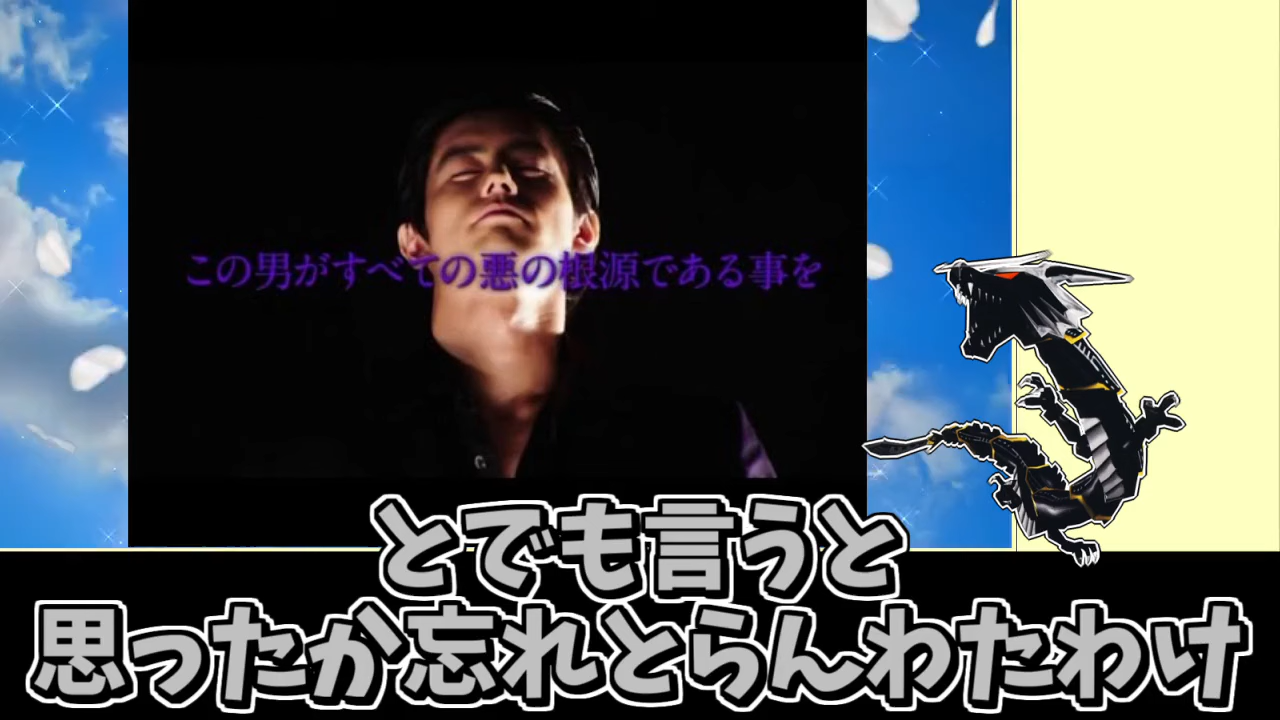 この男がすべての悪の根源である事を
とでも言うと
思ったか忘れとらんわたわけ